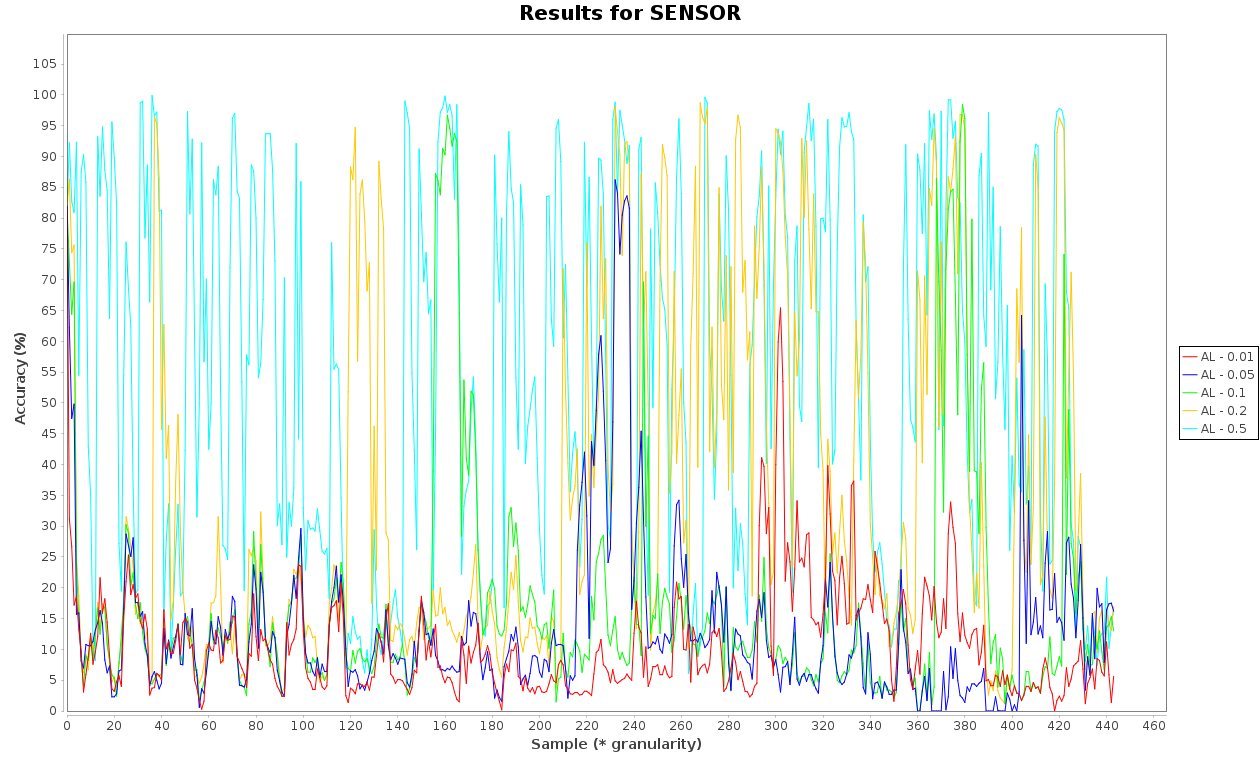 Results for SENSOR
Accuracy (%)
105
100
95
90
85
80
75
70
65
60
55
50
45
40
35
30
25
20
15
10
5
0
0 20 40 60 80 100 120 140 160 180 200 220 240 260 280 300 320 340 360 380 400 420 440 460
Sample (* granularity)
AL - 0.01
AL - 0.05
AL - 0.1
AL - 0.2
AL - 0.5